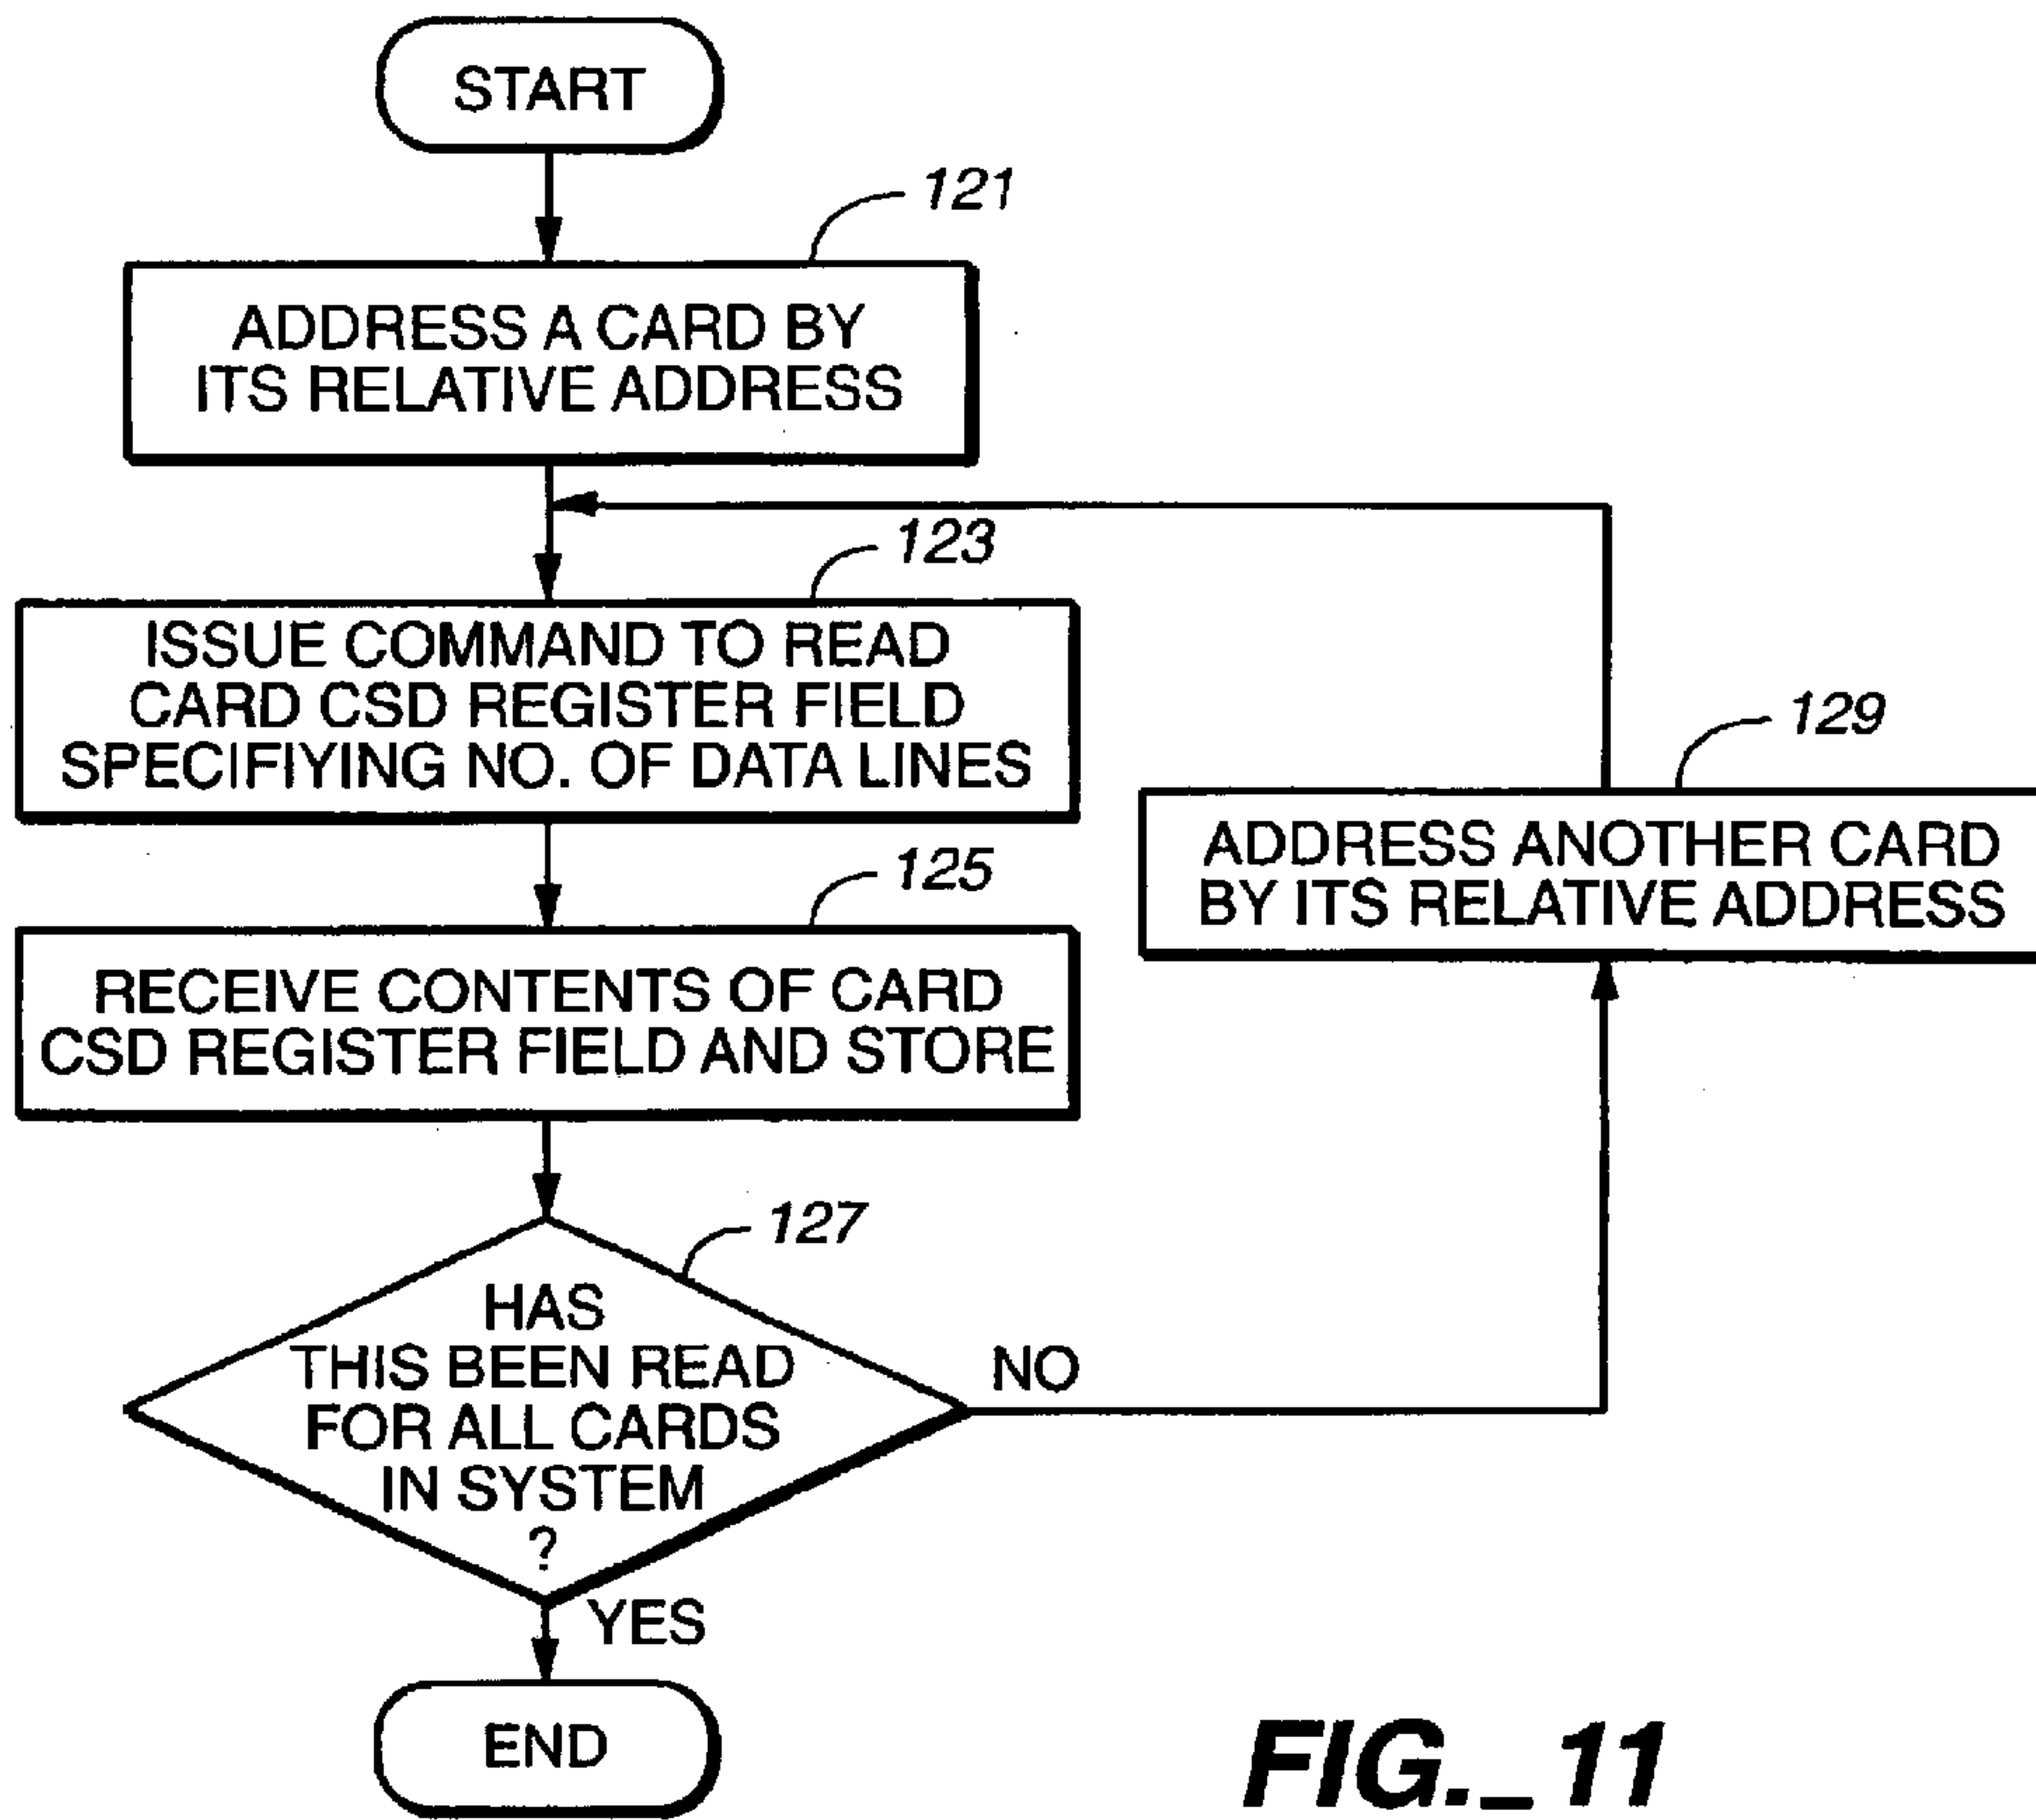 START
121
ADDRESS A CARD BY
ITS RELATIVE ADDRESS
123
ISSUE COMMAND TO READ
CARD CSD REGISTER FIELD
SPECIFIYING NO. OF DATA LINES
125
RECEIVE CONTENTS OF CARD
CSD REGISTER FIELD AND STORE
127
HAS
THIS BEEN READ
FOR ALL CARDS
IN SYSTEM
?
NO
129
ADDRESS ANOTHER CARD
BY ITS RELATIVE ADDRESS
YES
END
FIG._11